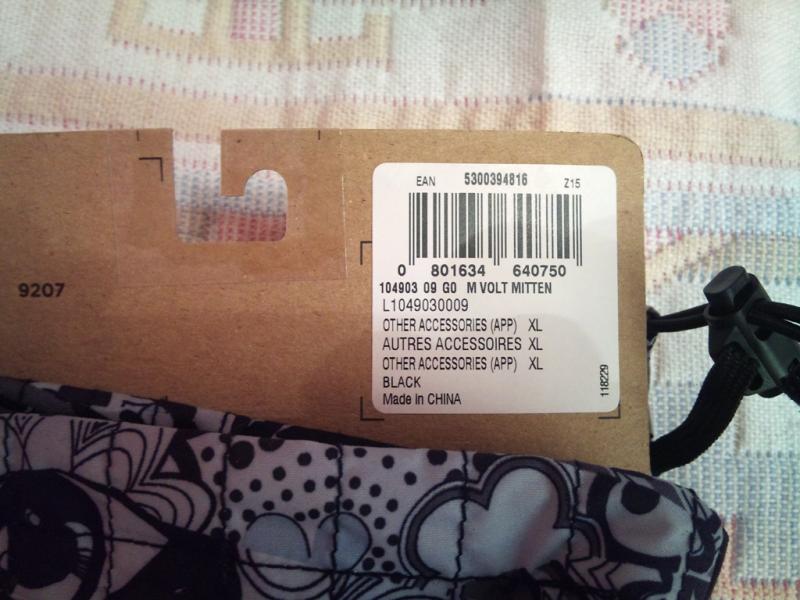 EAN 5300394816 Z15
0 801634 640750
104903 09 G0 M VOLT MITTEN
L1049030009
OTHER ACCESSORIES (APP) XL
AUTRES ACCESSOIRES XL
OTHER ACCESSORIES (APP) XL
BLACK
Made in CHINA
118229
9207